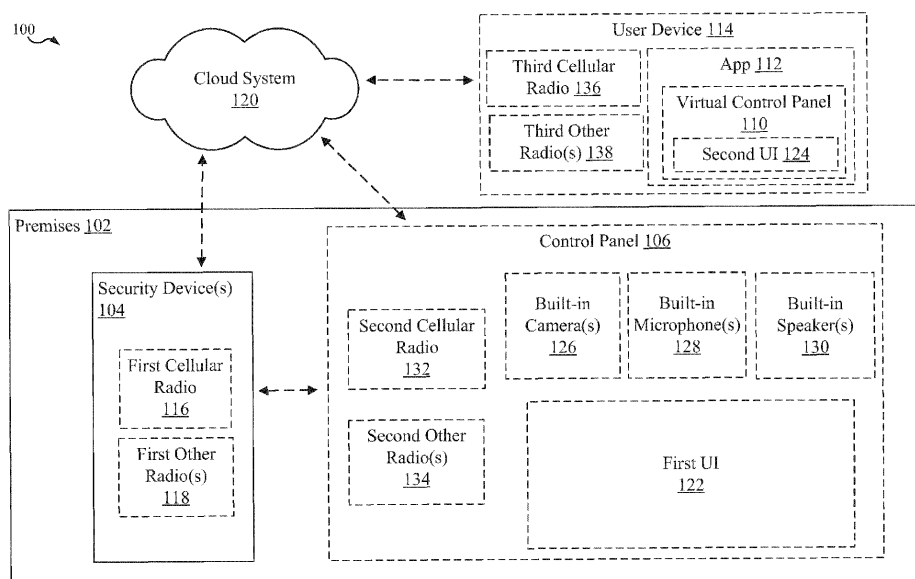 100
Cloud System
120
User Device 114
Third Cellular
Radio 136
Third Other
Radio(s) 138
App 112
Virtual Control Panel
110
Second UI 124
Premises 102
Security Device(s)
104
First Cellular
Radio
116
First Other
Radio(s)
118
Control Panel 106
Second Cellular
Radio
132
Second Other
Radio(s)
134
Built-in
Camera(s)
126
Built-in
Microphone(s)
128
Built-in
Speaker(s)
130
First UI
122